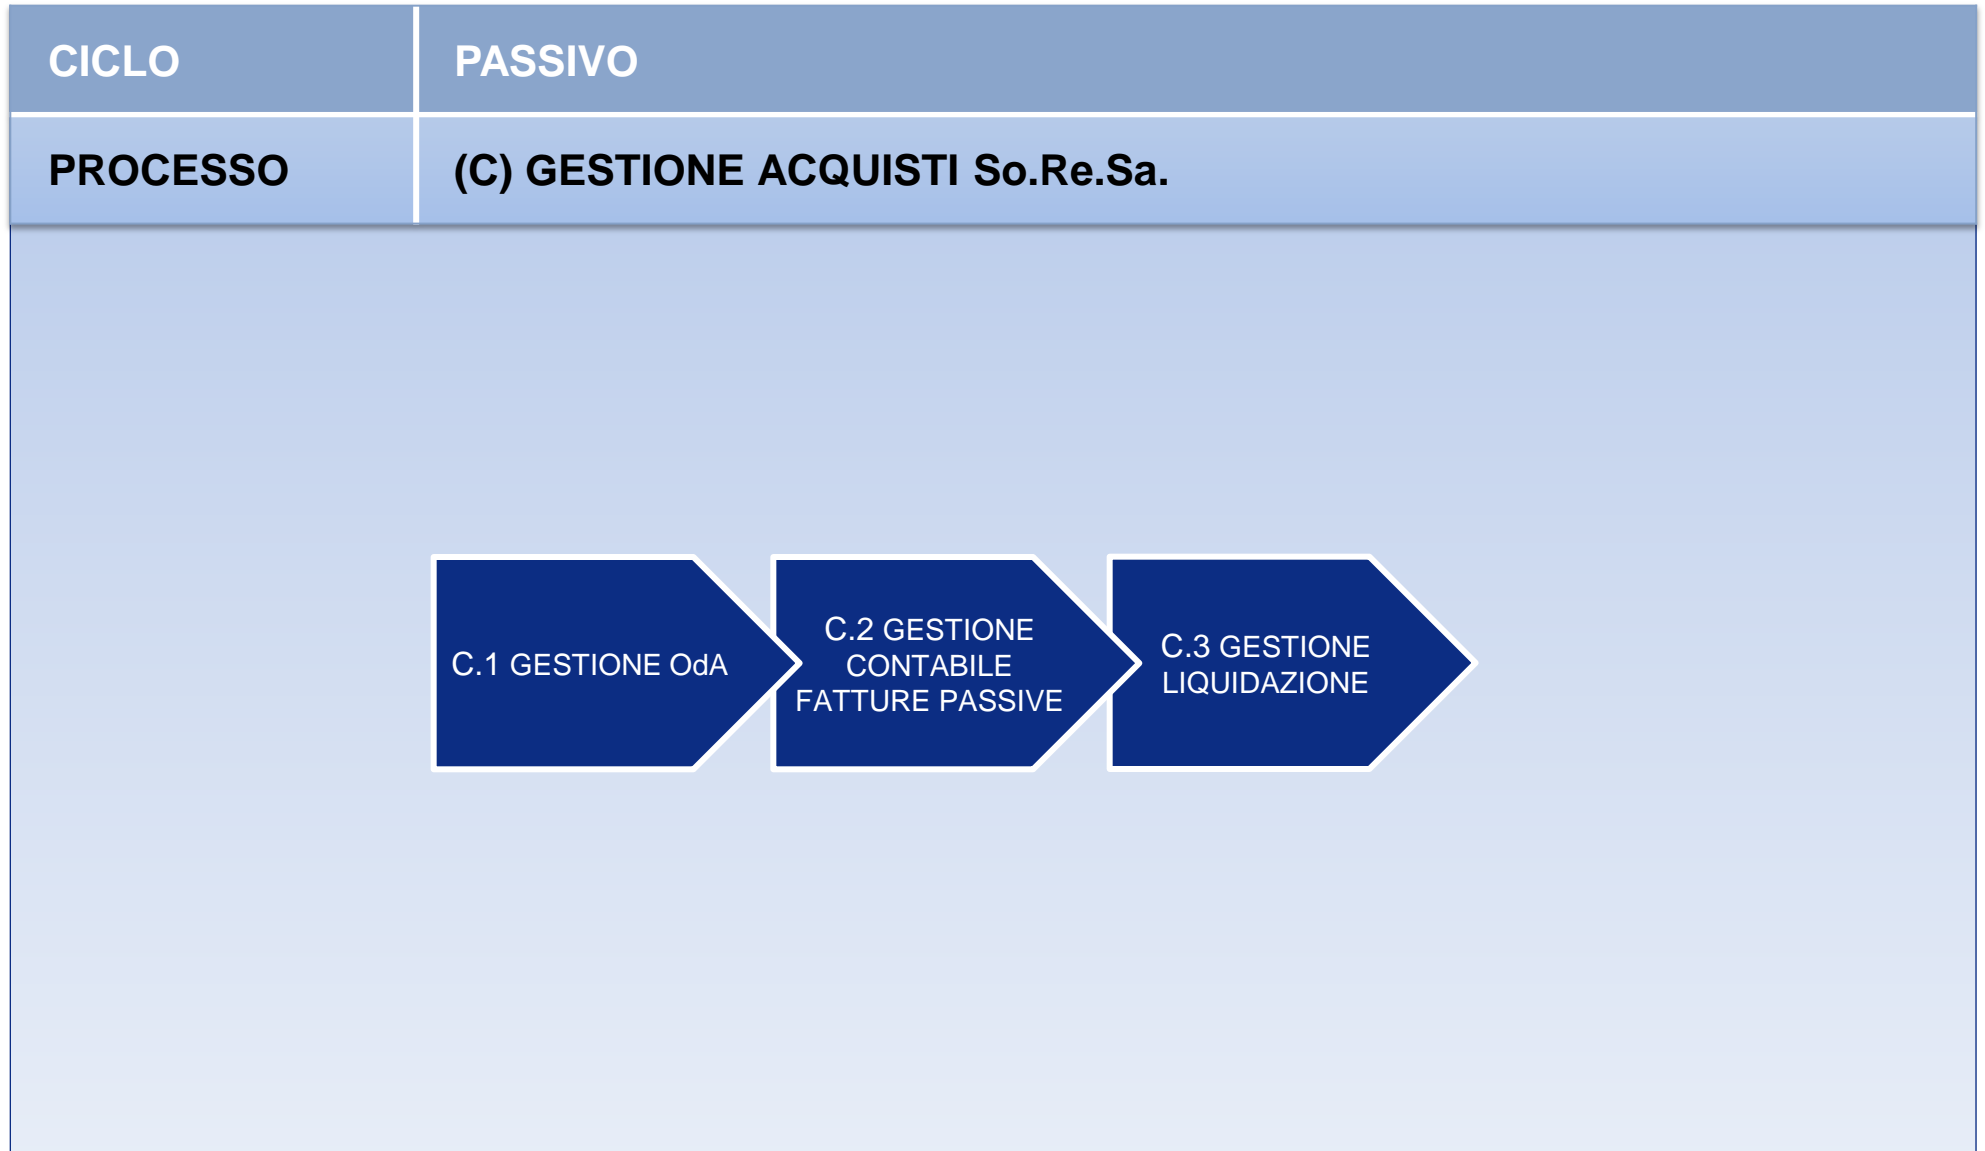 CICLO PASSIVO
PROCESSO (C) GESTIONE ACQUISTI So.Re.Sa.
C.1 GESTIONE OdA
C.2 GESTIONE
CONTABILE
FATTURE PASSIVE
C.3 GESTIONE
LIQUIDAZIONE